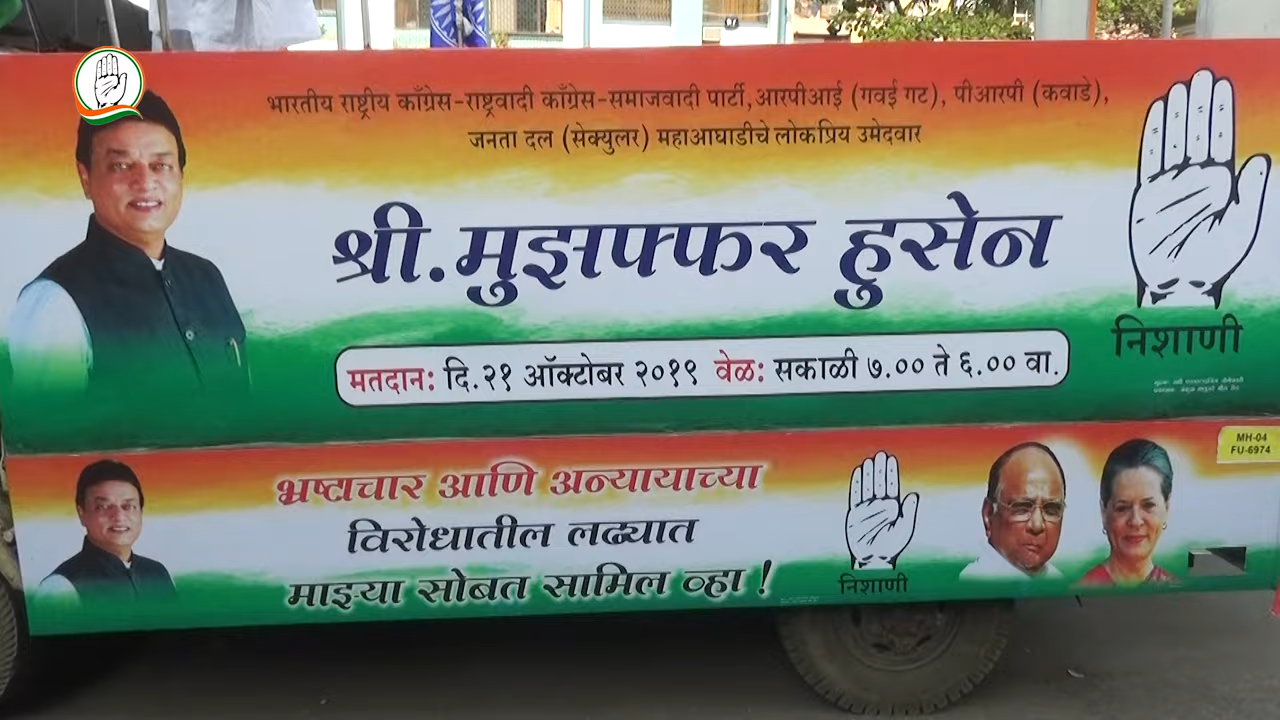 भारतीय राष्ट्रीय काँग्रेस-राष्ट्रवादी काँग्रेस-समाजवादी पार्टी,आरपीआई (गवई गट), पीआरपी (कवाडे),
जनता दल (सेक्युलर) महाआघाडीचे लोकप्रिय उमेदवार
श्री.मुझफ्फर हुसेन
निशाणी
मतदान: दि.२१ ऑक्टोबर २०१९ वेळ: सकाळी ७.०० ते ६.०० वा.
MH-04
FU-6974
भ्रष्टाचार आणि अन्यायाच्या
विरोधातील लढ्यात
माझ्या सोबत सामिल व्हा !
निशाणी